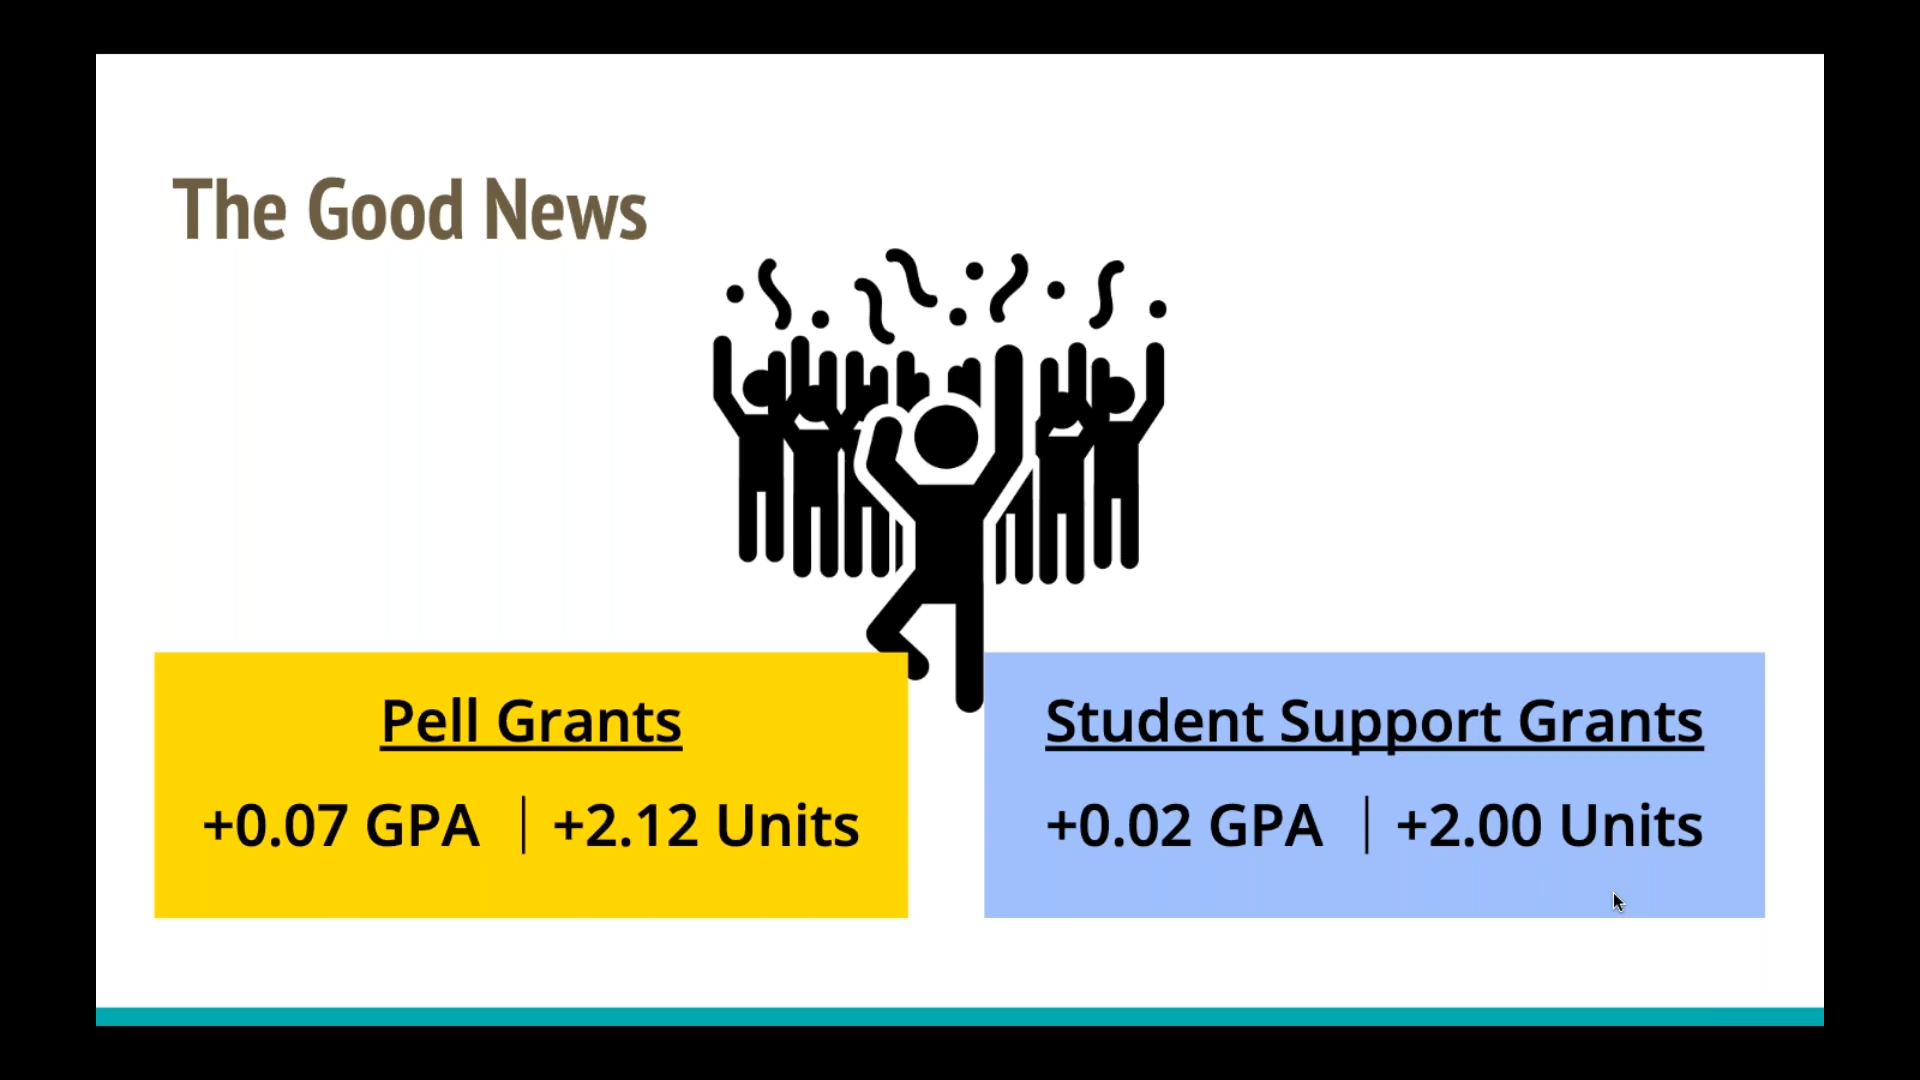 The Good News
Pell Grants
+0.07 GPA | +2.12 Units
Student Support Grants
+0.02 GPA | +2.00 Units